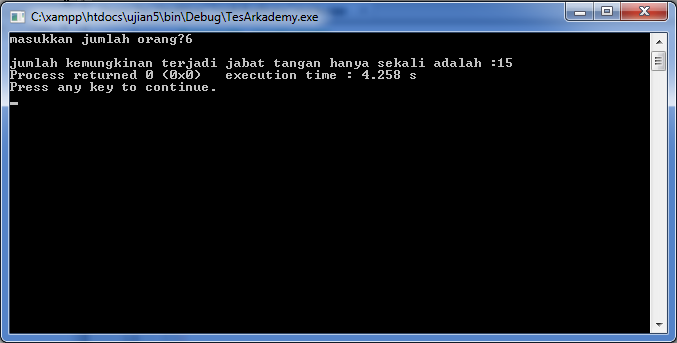 C:\xampp\htdocs\ujian5\bin\Debug\TesArkademy.exe
masukkan jumlah orang?6
jumlah kemungkinan terjadi jabat tangan hanya sekali adalah :15
Process returned 0 (0x0)   execution time : 4.258 s
Press any key to continue.